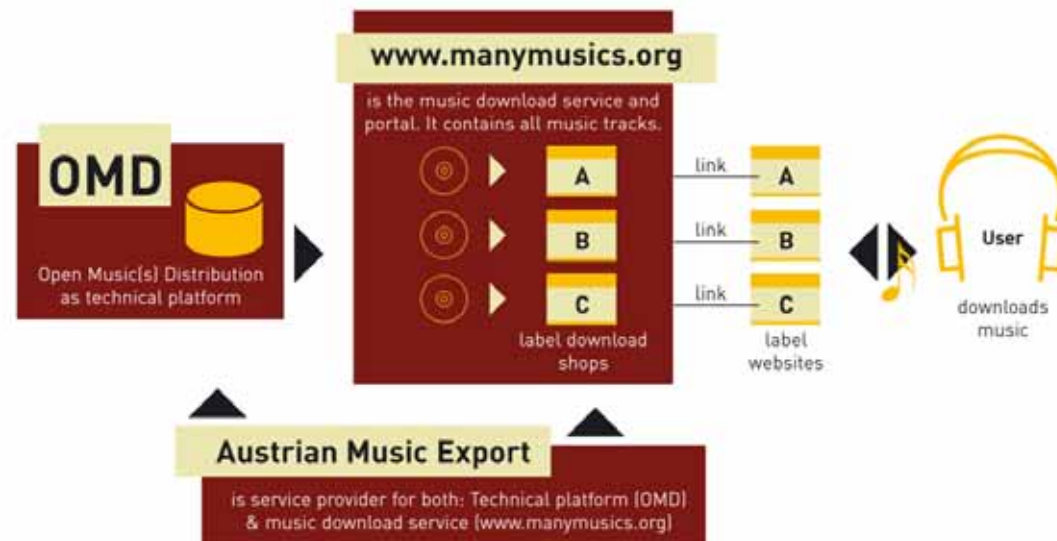 www.manymusics.org
is the music download service and
portal. It contains all music tracks.
OMD
Open Music(s) Distribution
as technical platform
A
link
A
B
link
B
C
link
C
label download
shops
label
websites
User
downloads
music
Austrian Music Export
is service provider for both: Technical platform (OMD)
& music download service (www.manymusics.org)